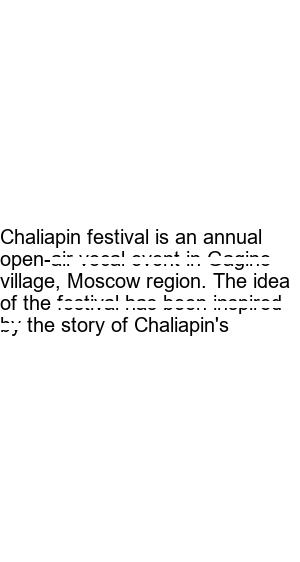 Chaliapin festival is an annual
open-air vocal event in Gagino
village, Moscow region. The idea
of the festival has been inspired
by the story of Chaliapin's